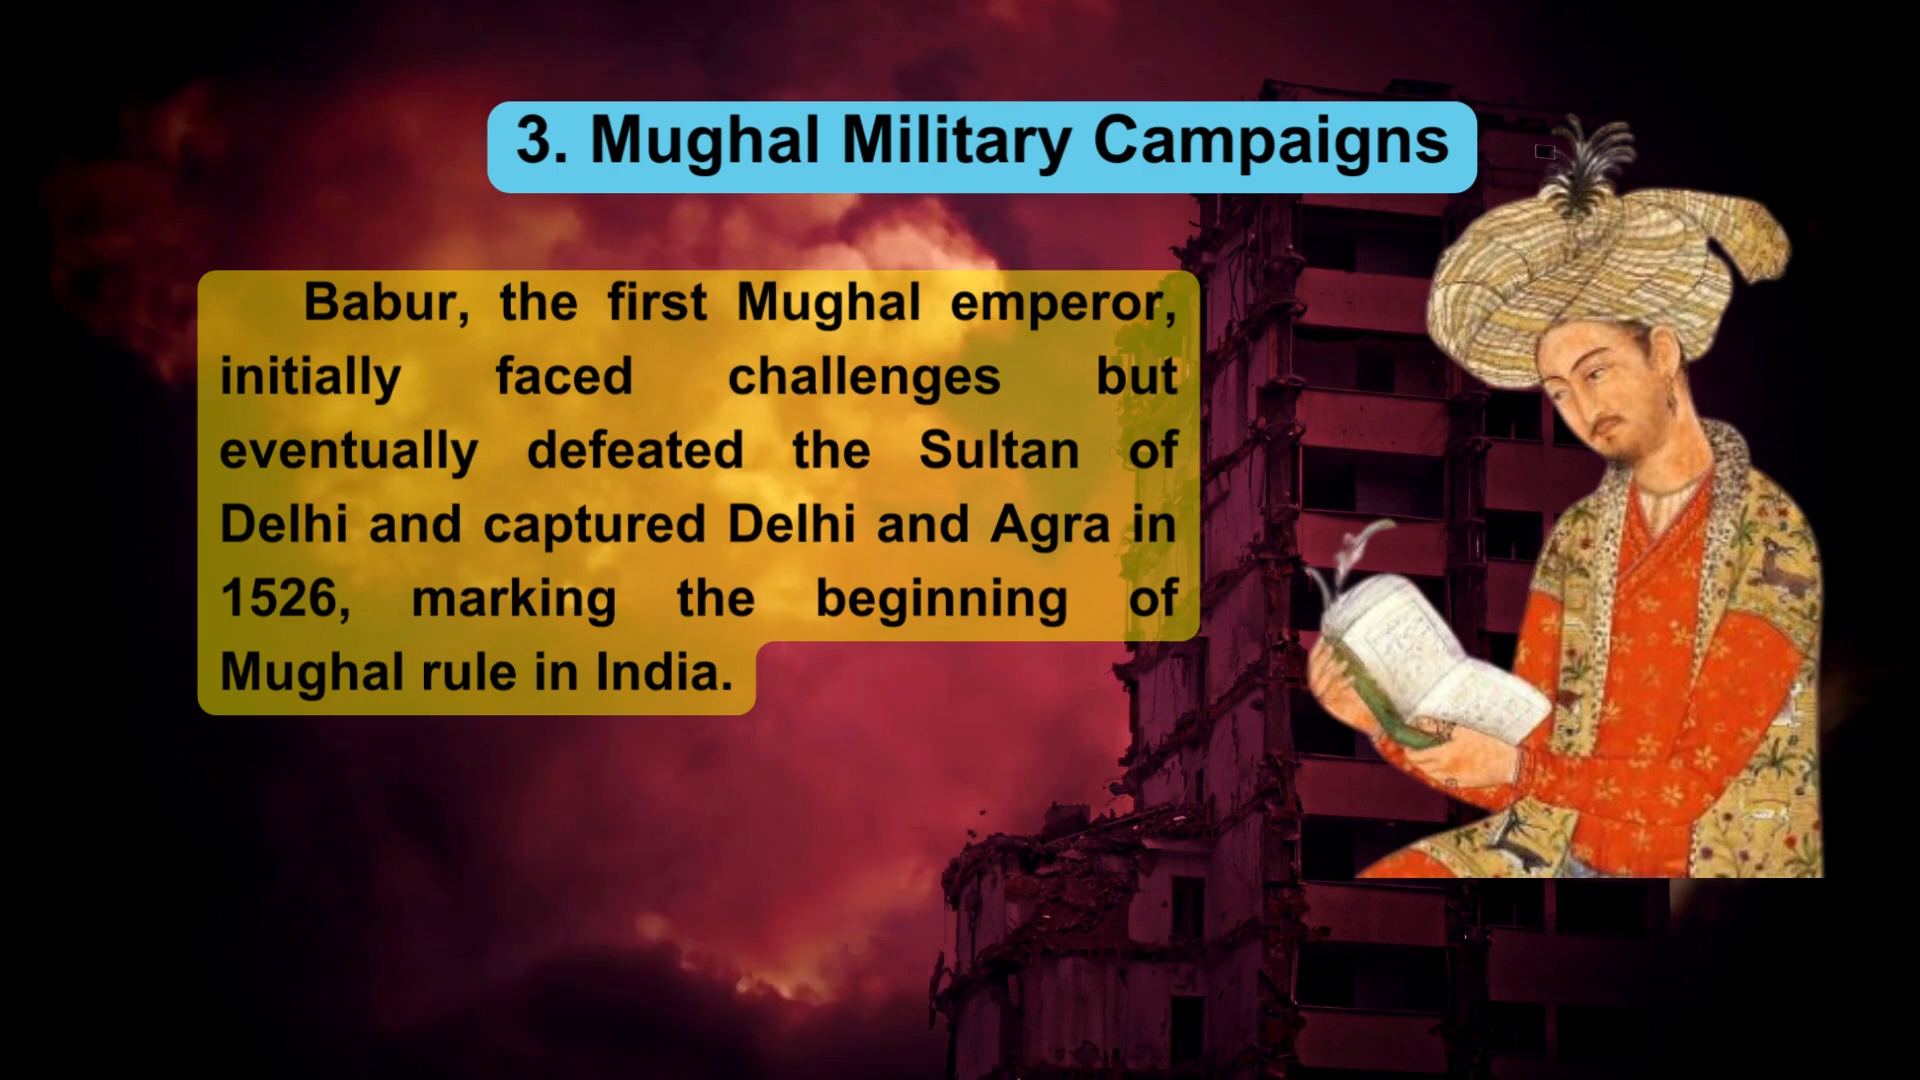 3. Mughal Military Campaigns
Babur, the first Mughal emperor,
initially faced challenges but
eventually defeated the Sultan of
Delhi and captured Delhi and Agra in
1526, marking the beginning of
Mughal rule in India.